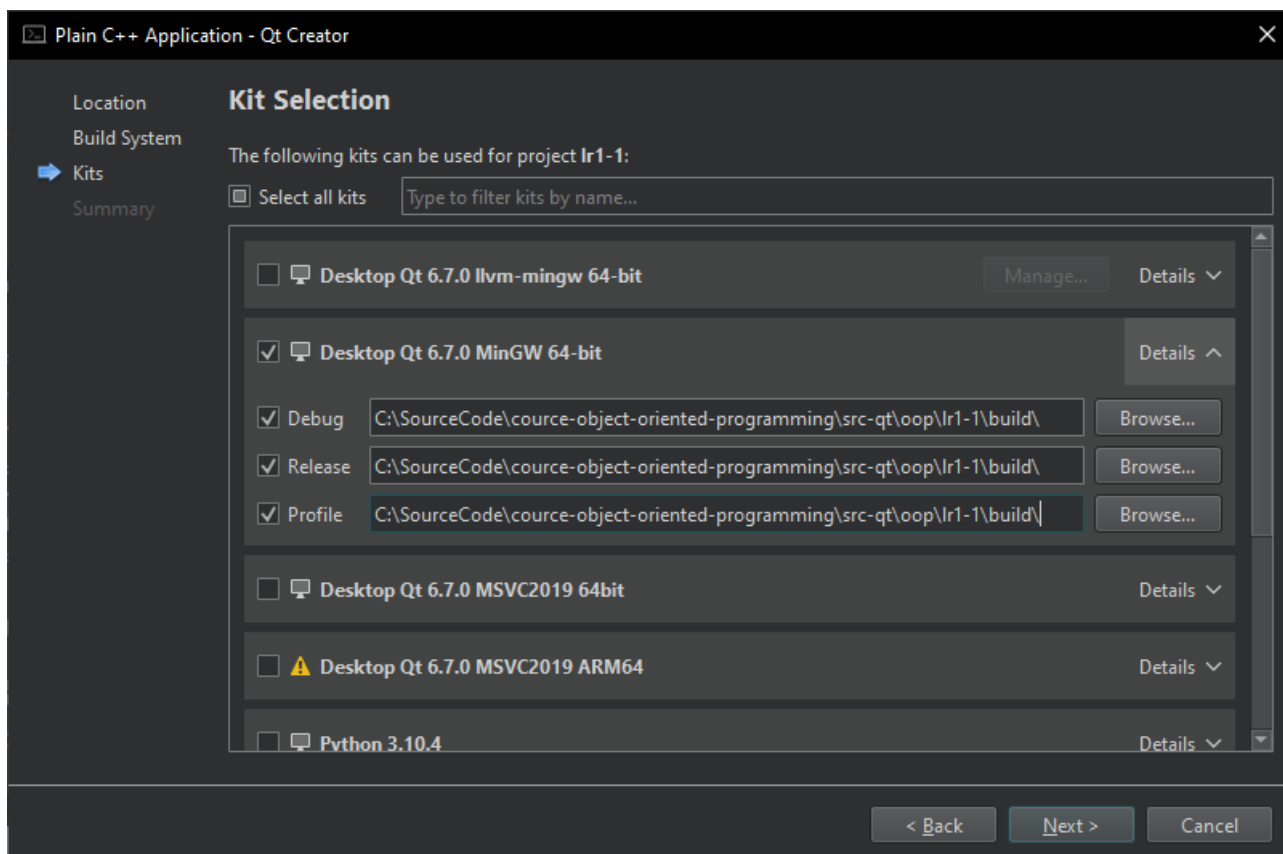 Plain C++ Application - Qt Creator
Location
Build System
Kits
Summary
Kit Selection
The following kits can be used for project lr1-1:
Select all kits
Type to filter kits by name...
Desktop Qt 6.7.0 llvm-mingw 64-bit Manage... Details
Desktop Qt 6.7.0 MinGW 64-bit Details
Debug C:\SourceCode\cource-object-oriented-programming\src-qt\oop\lr1-1\build\ Browse...
Release C:\SourceCode\cource-object-oriented-programming\src-qt\oop\lr1-1\build\ Browse...
Profile C:\SourceCode\cource-object-oriented-programming\src-qt\oop\lr1-1\build\ Browse...
Desktop Qt 6.7.0 MSVC2019 64bit Details
Desktop Qt 6.7.0 MSVC2019 ARM64 Details
Python 3.10.4 Details
< Back Next > Cancel